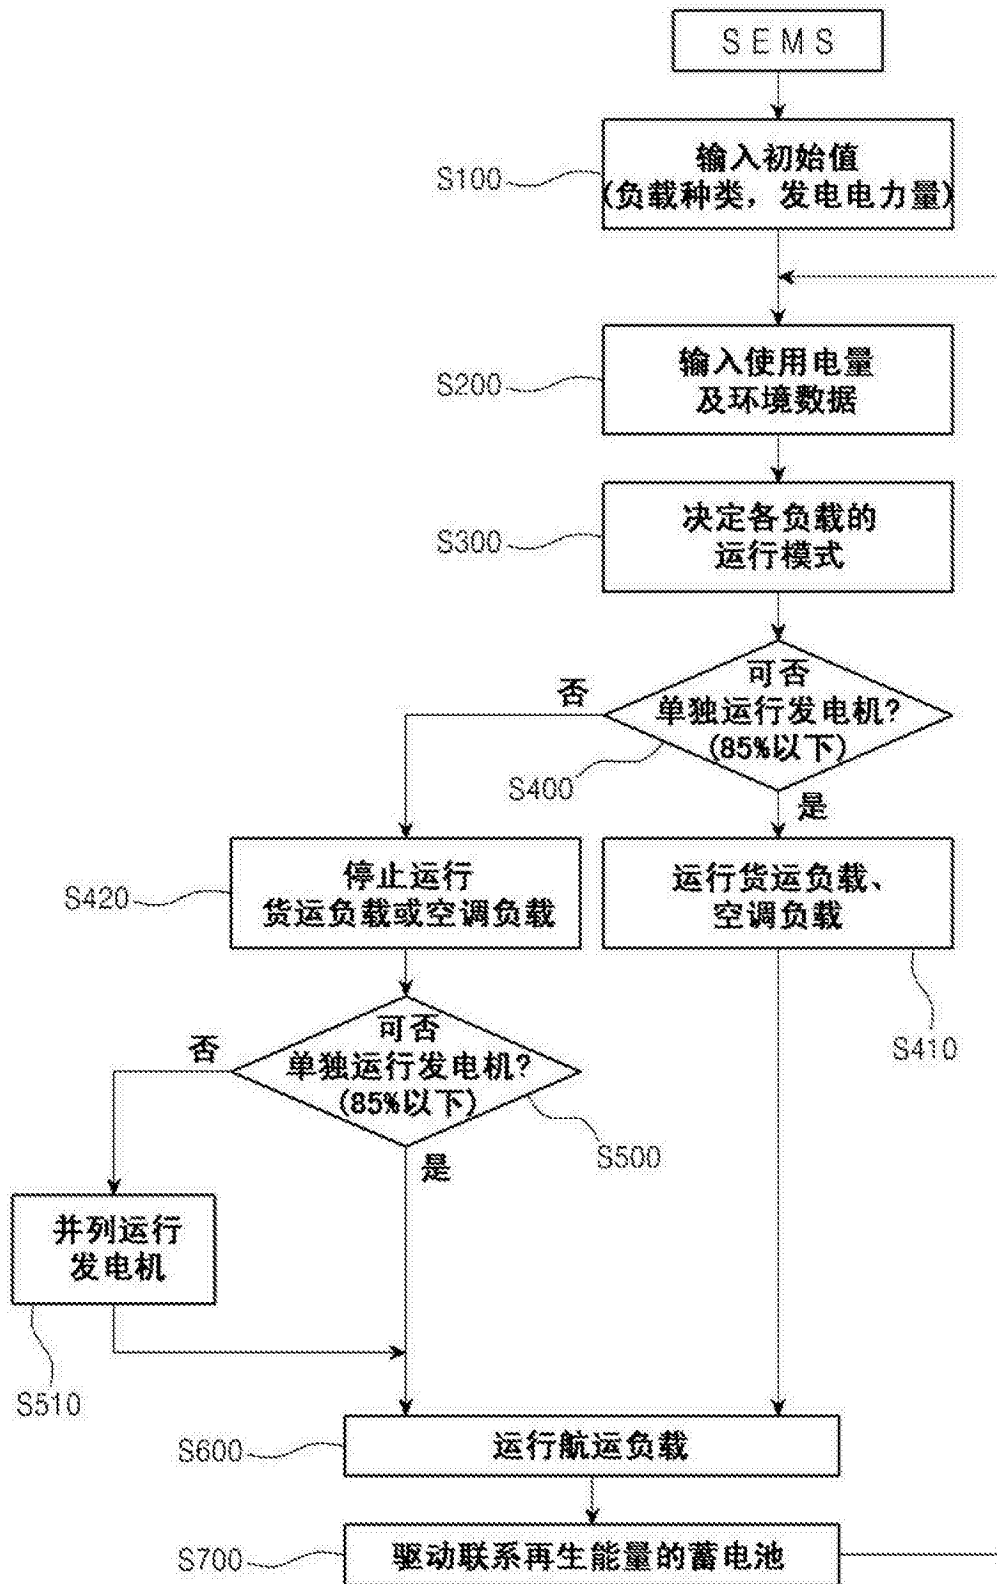 SEMS
S100
输入初始值
(负载种类，发电电力量)
S200
输入使用电量
及环境数据
S300
决定各负载的
运行模式
否
可否
单独运行发电机?
(85%以下)
S400
是
S420
停止运行
货运负载或空调负载
运行货运负载、
空调负载
S410
否
可否
单独运行发电机?
(85%以下)
S500
是
并列运行
发电机
S510
S600
运行航运负载
S700
驱动联系再生能量的蓄电池